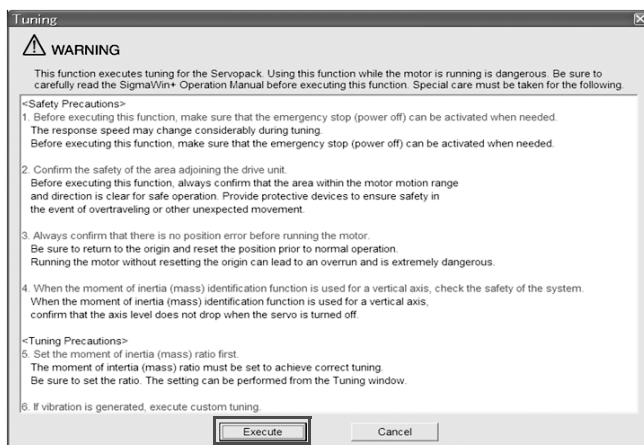 Tuning
WARNING
This function executes tuning for the Servopack. Using this function while the motor is running is dangerous. Be sure to
carefully read the SigmaWin+ Operation Manual before executing this function. Special care must be taken for the following.
<Safety Precautions>
1. Before executing this function, make sure that the emergency stop (power off) can be activated when needed.
The response speed may change considerably during tuning.
Before executing this function, make sure that the emergency stop (power off) can be activated when needed.
2. Confirm the safety of the area adjoining the drive unit.
Before executing this function, always confirm that the area within the motor motion range
and direction is clear for safe operation. Provide protective devices to ensure safety in
the event of overtraveling or other unexpected movement.
3. Always confirm that there is no position error before running the motor.
Be sure to return to the origin and reset the position prior to normal operation.
Running the motor without resetting the origin can lead to an overrun and is extremely dangerous.
4. When the moment of inertia (mass) identification function is used for a vertical axis, check the safety of the system.
When the moment of inertia (mass) identification function is used for a vertical axis,
confirm that the axis level does not drop when the servo is turned off.
<Tuning Precautions>
5. Set the moment of inertia (mass) ratio first.
The moment of intertia (mass) ratio must be set to achieve correct tuning.
Be sure to set the ratio. The setting can be performed from the Tuning window.
6. If vibration is generated, execute custom tuning.
Execute
Cancel